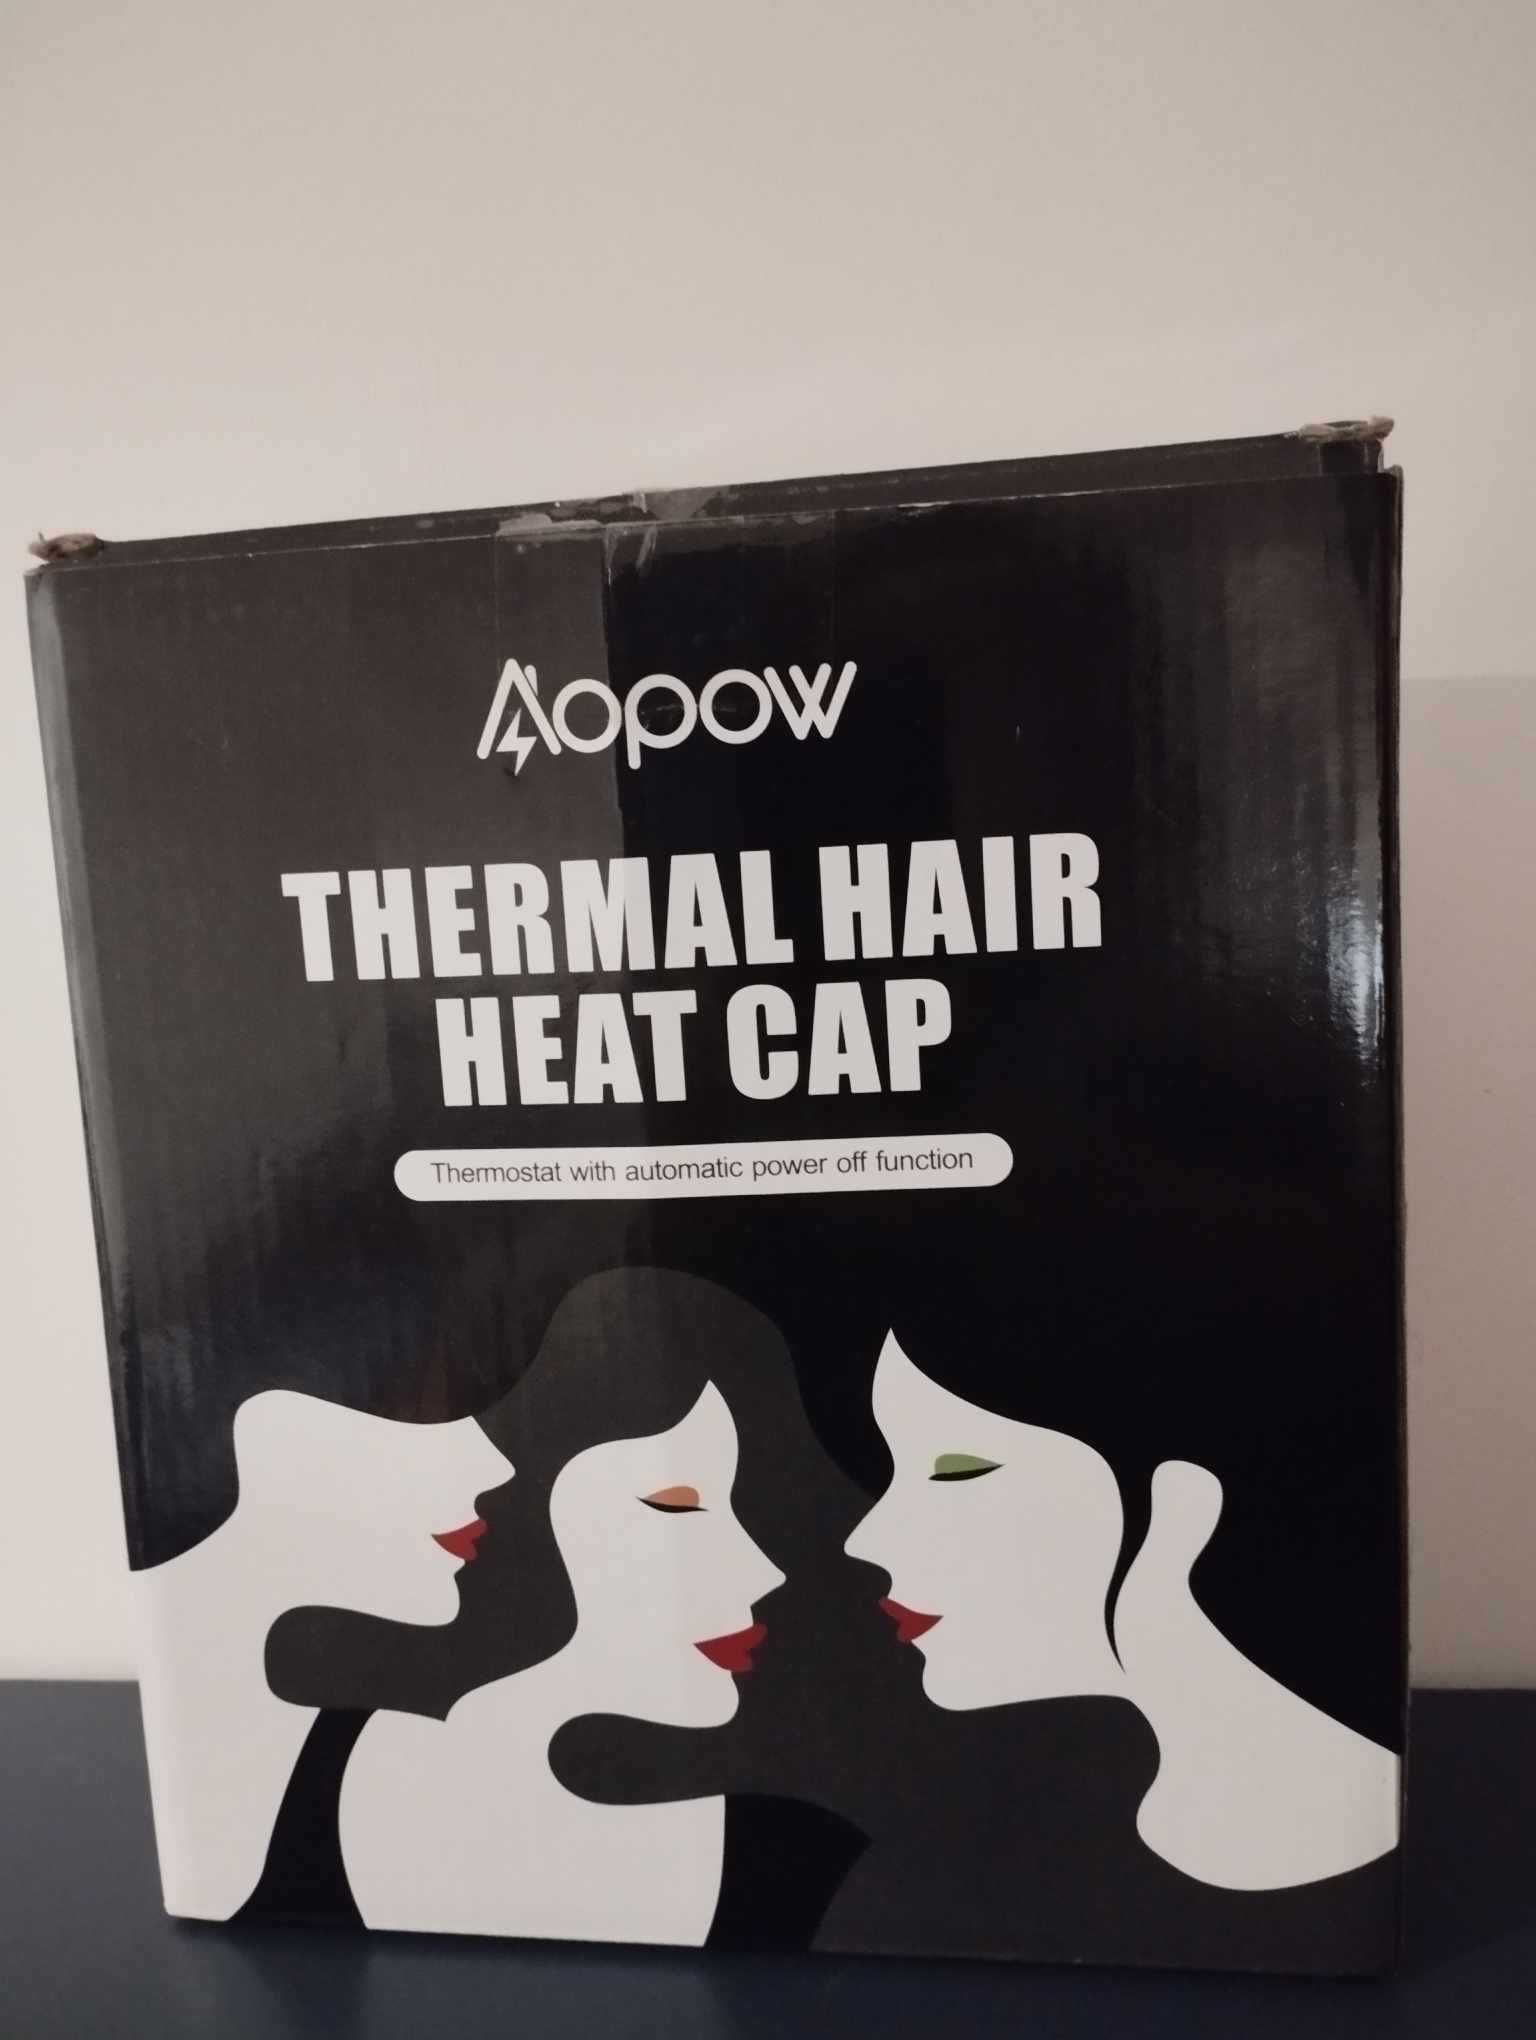 Aopow
THERMAL HAIR
HEAT CAP
Thermostat with automatic power off function